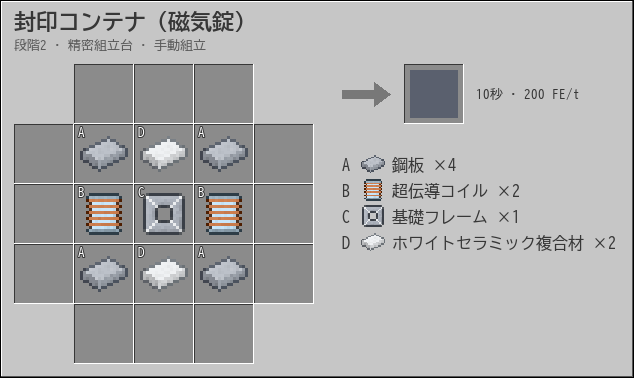 封印コンテナ（磁気錠）
段階2 · 精密組立台 · 手動組立
10秒 · 200 FE/t
A D A
B C B
A D A
A 鋼板 ×4
B 超伝導コイル ×2
C 基礎フレーム ×1
D ホワイトセラミック複合材 ×2